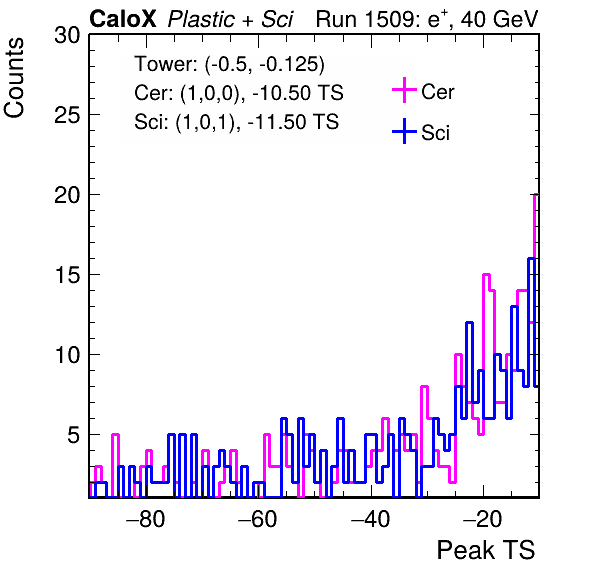 CaloX Plastic + Sci Run 1509: e⁺, 40 GeV
Counts
30
25
20
15
10
5
Tower: (-0.5, -0.125)
Cer: (1,0,0), -10.50 TS
Sci: (1,0,1), -11.50 TS
Cer
Sci
−80 −60 −40 −20
Peak TS